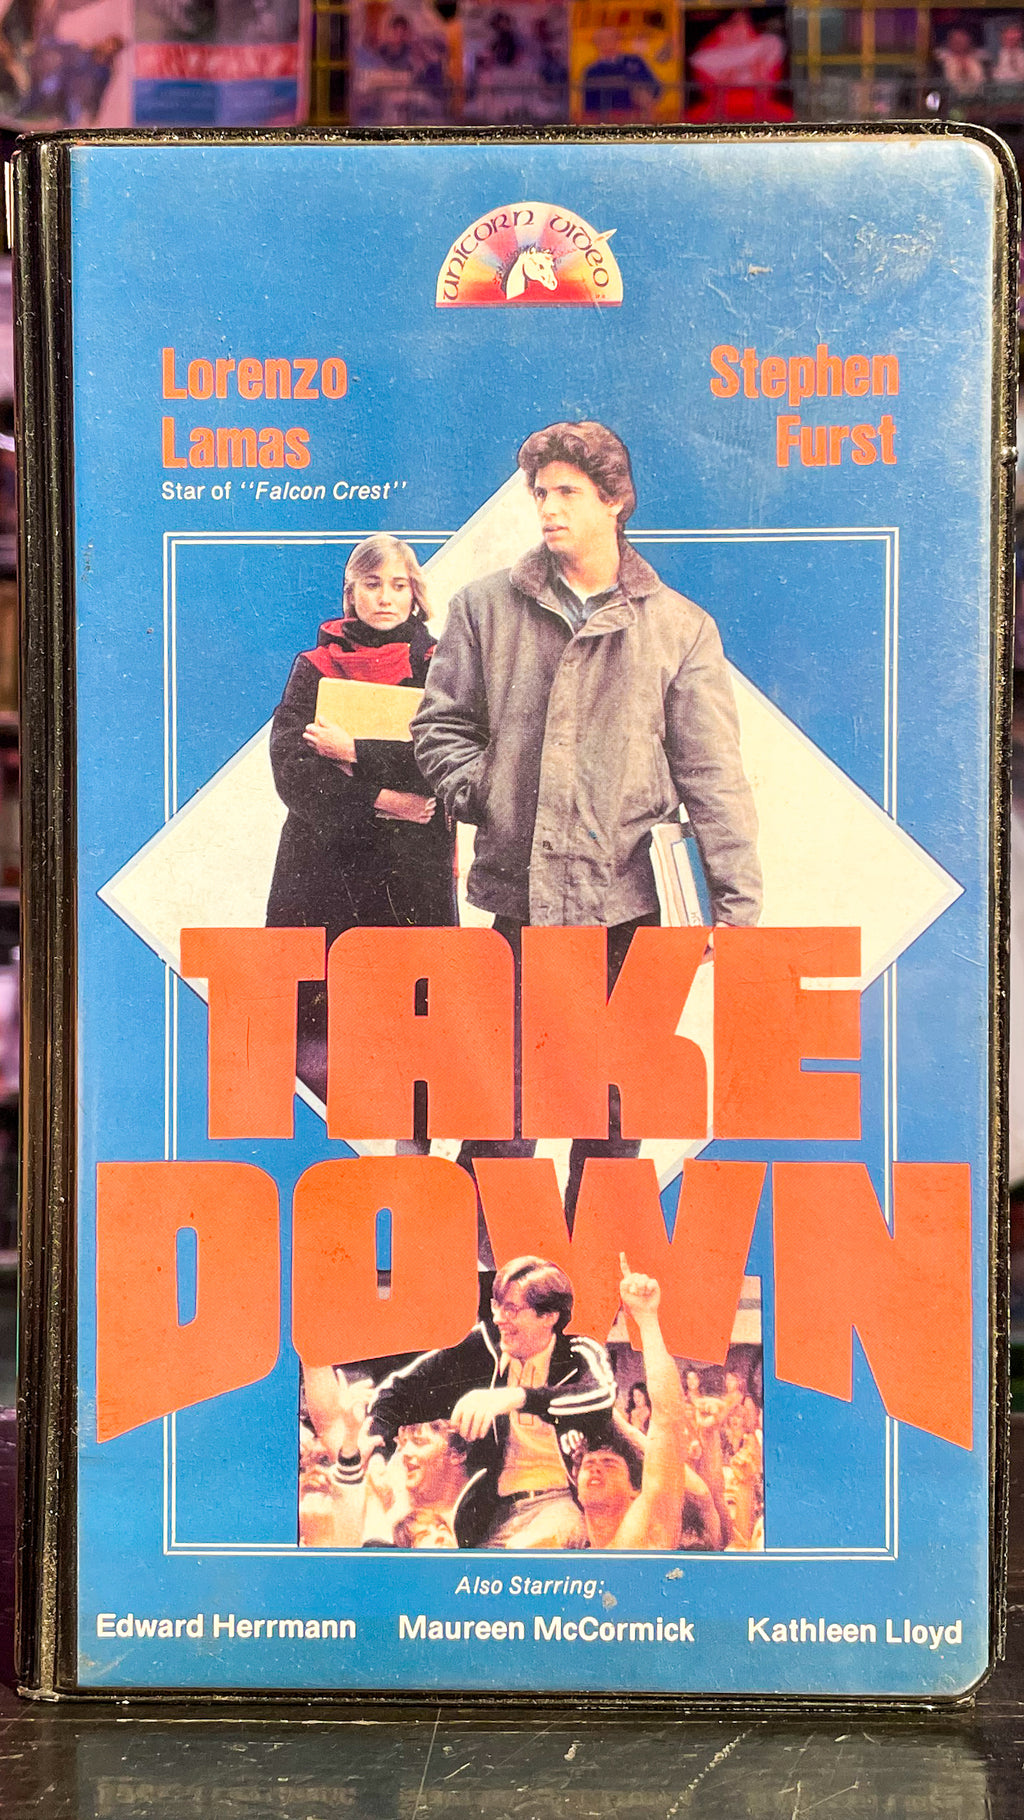 UNICORN VIDEO
Lorenzo
Lamas
Star of "Falcon Crest"
Stephen
Furst
TAKE
DOWN
Also Starring:
Edward Herrmann Maureen McCormick Kathleen Lloyd